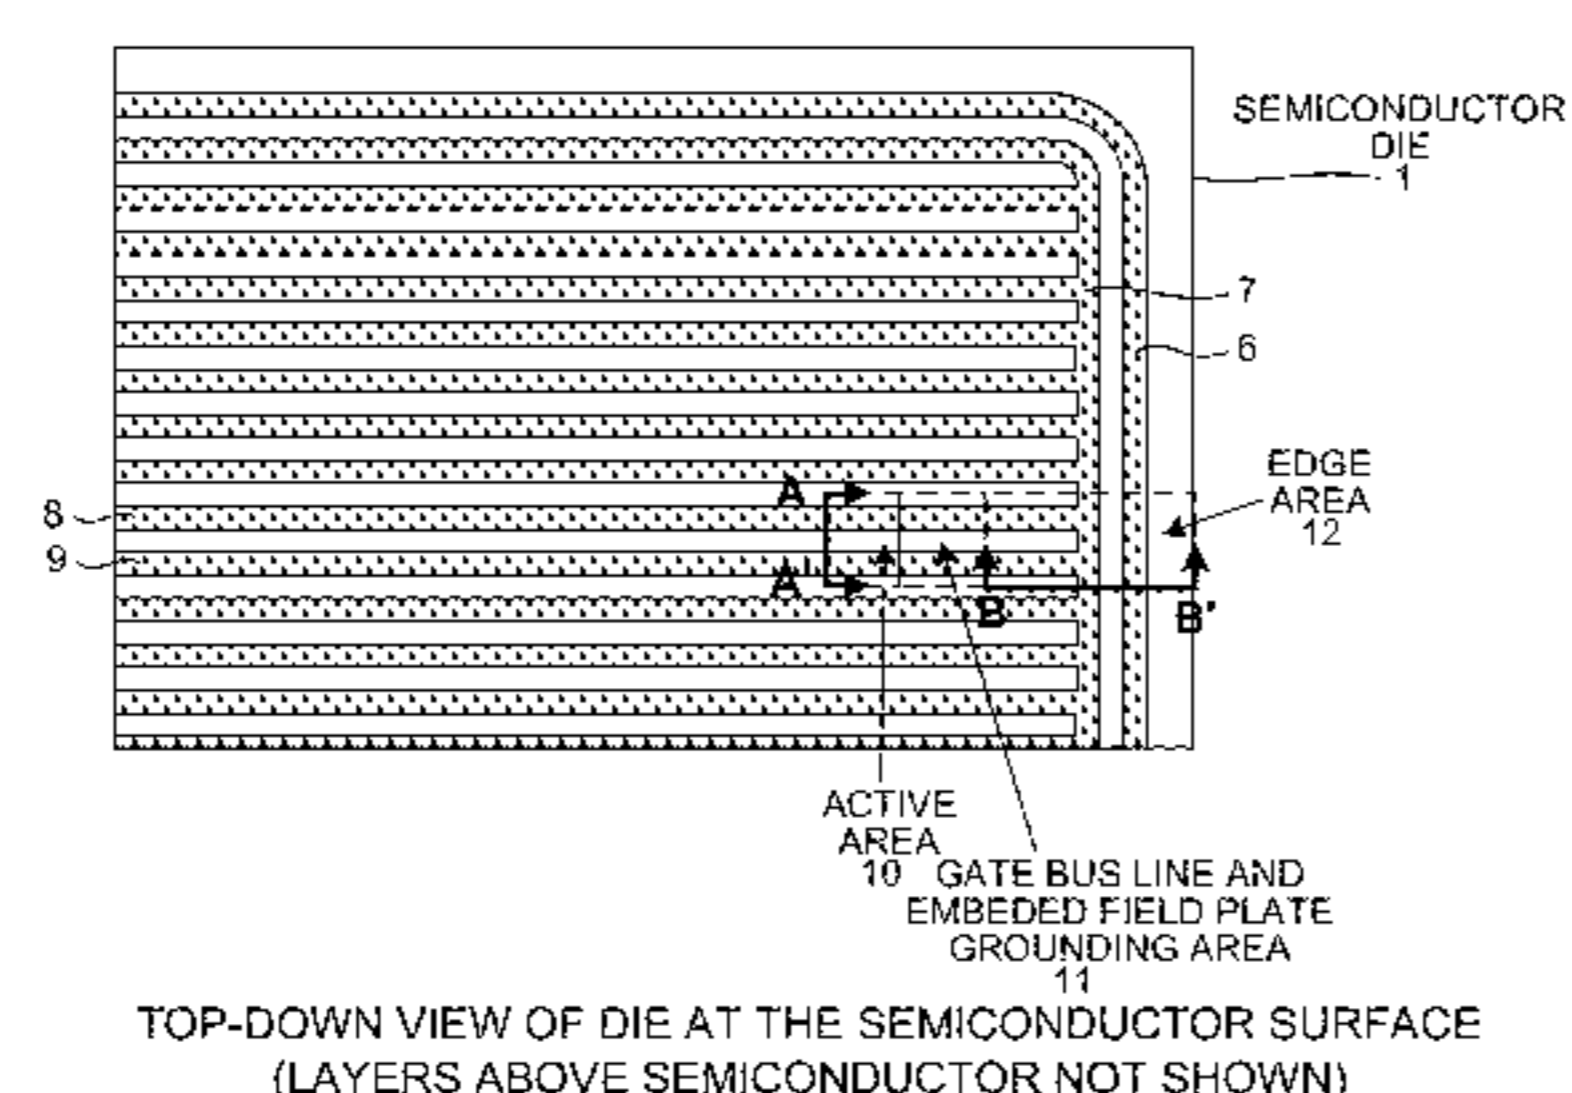 SEMICONDUCTOR
DIE
1
7
6
EDGE
AREA
12
A
8
9
A'
B
B'
ACTIVE
AREA
10
GATE BUS LINE AND
EMBEDED FIELD PLATE
GROUNDING AREA
11
TOP-DOWN VIEW OF DIE AT THE SEMICONDUCTOR SURFACE
(LAYERS ABOVE SEMICONDUCTOR NOT SHOWN)